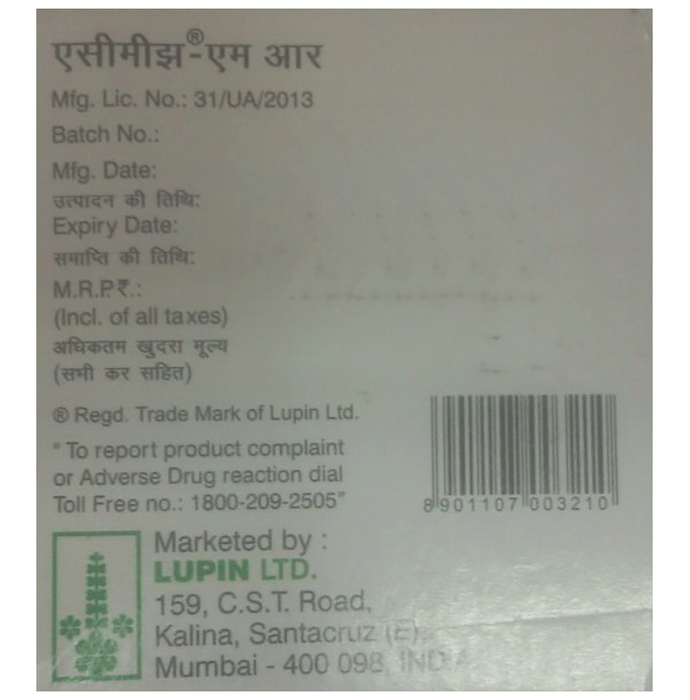 एसीमीझ®-एम आर
Mfg. Lic. No.: 31/UA/2013
Batch No.:
Mfg. Date:
उत्पादन की तिथि:
Expiry Date:
समाप्ति की तिथि:
M.R.P.₹.:
(Incl. of all taxes)
अधिकतम खुदरा मूल्य
(सभी कर सहित)
® Regd. Trade Mark of Lupin Ltd.
"To report product complaint
or Adverse Drug reaction dial
Toll Free no.: 1800-209-2505"
8 901107 003210
Marketed by :
LUPIN LTD.
159, C.S.T. Road,
Kalina, Santacruz (E),
Mumbai - 400 098, INDIA.